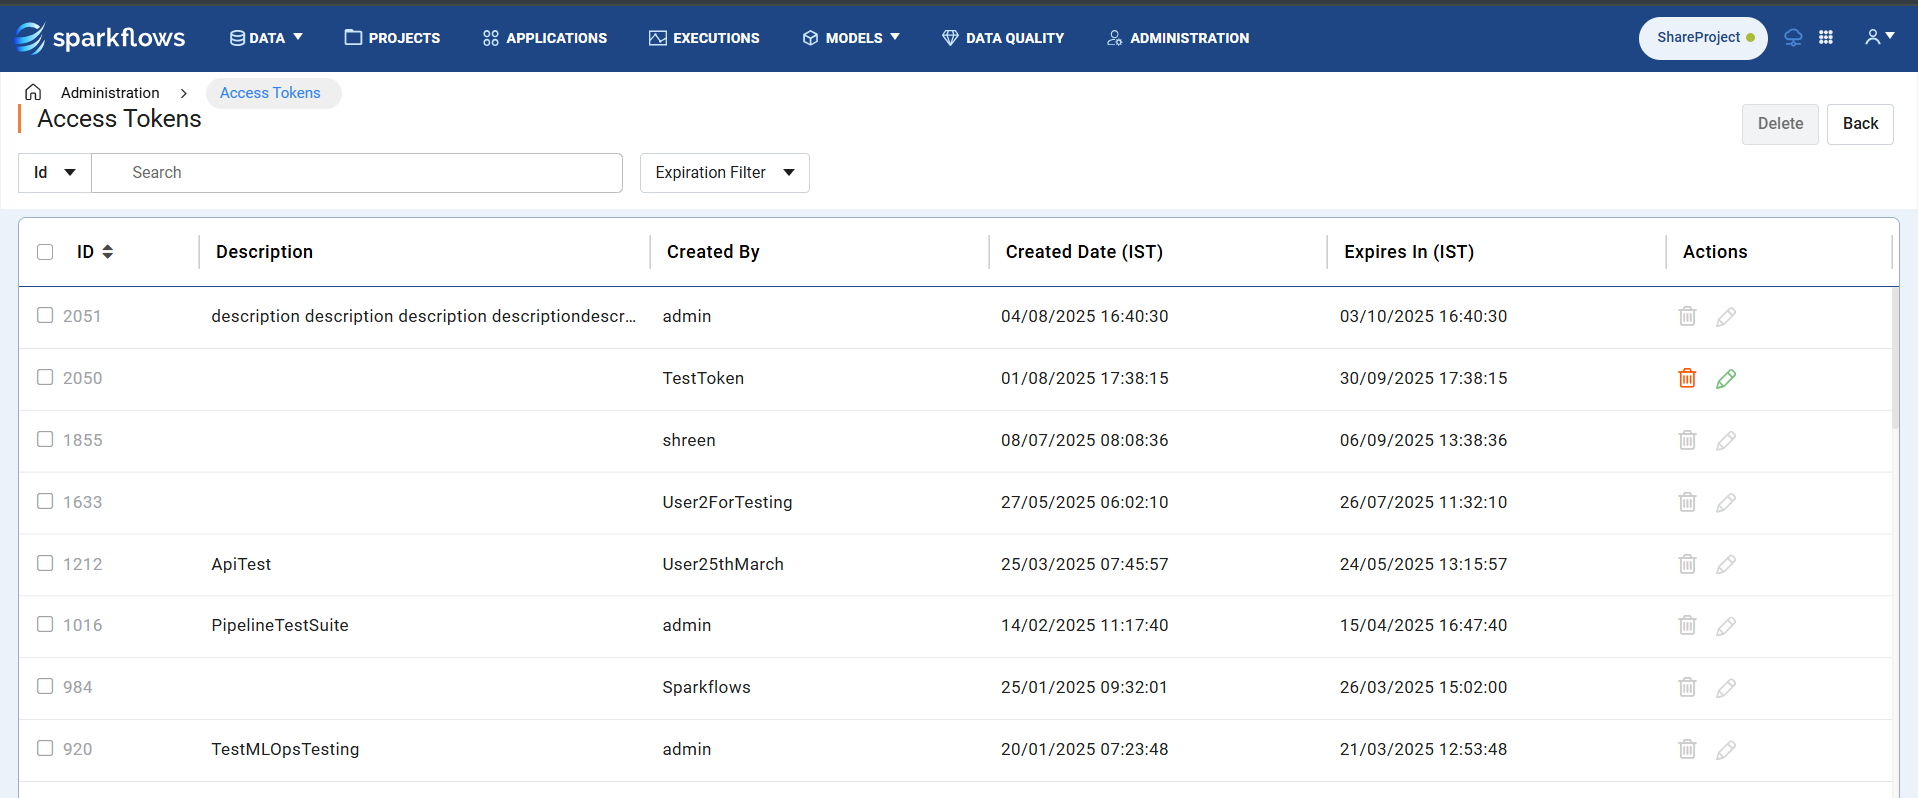 sparkflows DATA PROJECTS APPLICATIONS EXECUTIONS MODELS DATA QUALITY ADMINISTRATION ShareProject
Administration > Access Tokens
Access Tokens
Delete Back
Id Search Expiration Filter
ID Description Created By Created Date (IST) Expires In (IST) Actions
2051 description description description descriptiondescr... admin 04/08/2025 16:40:30 03/10/2025 16:40:30
2050 TestToken 01/08/2025 17:38:15 30/09/2025 17:38:15
1855 shreen 08/07/2025 08:08:36 06/09/2025 13:38:36
1633 User2ForTesting 27/05/2025 06:02:10 26/07/2025 11:32:10
1212 ApiTest User25thMarch 25/03/2025 07:45:57 24/05/2025 13:15:57
1016 PipelineTestSuite admin 14/02/2025 11:17:40 15/04/2025 16:47:40
984 Sparkflows 25/01/2025 09:32:01 26/03/2025 15:02:00
920 TestMLOpsTesting admin 20/01/2025 07:23:48 21/03/2025 12:53:48